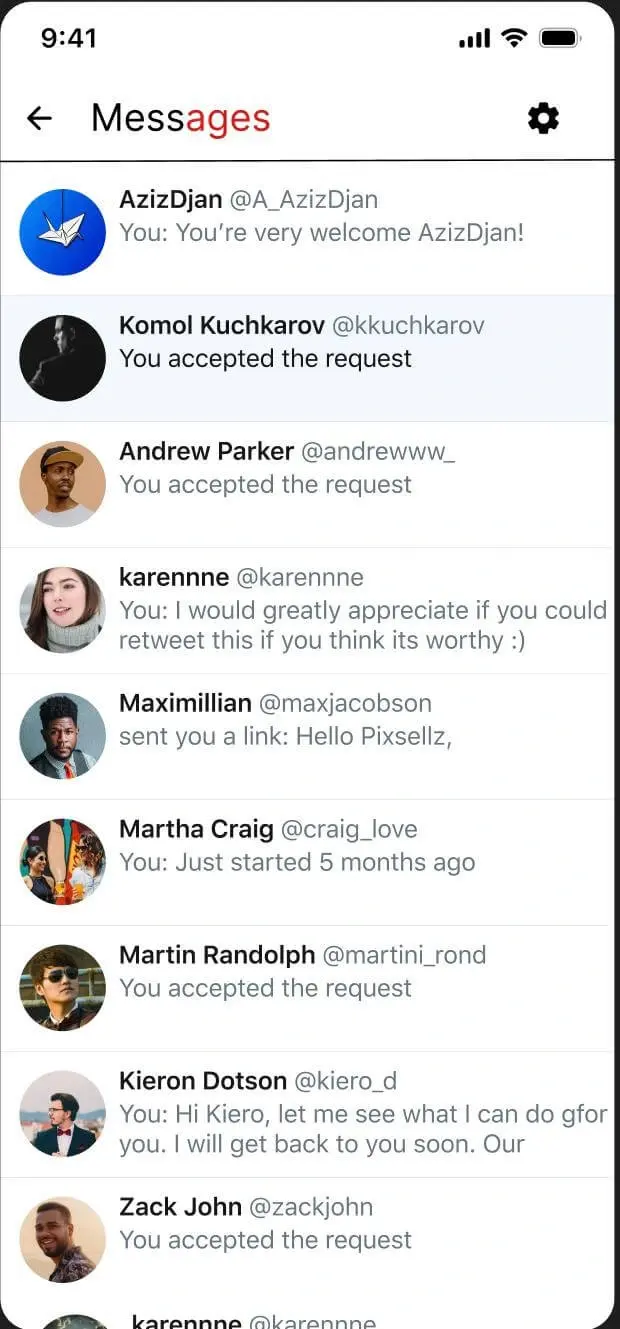 9:41
Messages
AzizDjan @A_AzizDjan
You: You’re very welcome AzizDjan!
Komol Kuchkarov @kkuchkarov
You accepted the request
Andrew Parker @andrewww_
You accepted the request
karennne @karennne
You: I would greatly appreciate if you could
retweet this if you think its worthy :)
Maximillian @maxjacobson
sent you a link: Hello Pixsellz,
Martha Craig @craig_love
You: Just started 5 months ago
Martin Randolph @martini_rond
You accepted the request
Kieron Dotson @kiero_d
You: Hi Kiero, let me see what I can do gfor
you. I will get back to you soon. Our
Zack John @zackjohn
You accepted the request
karennne @karennne